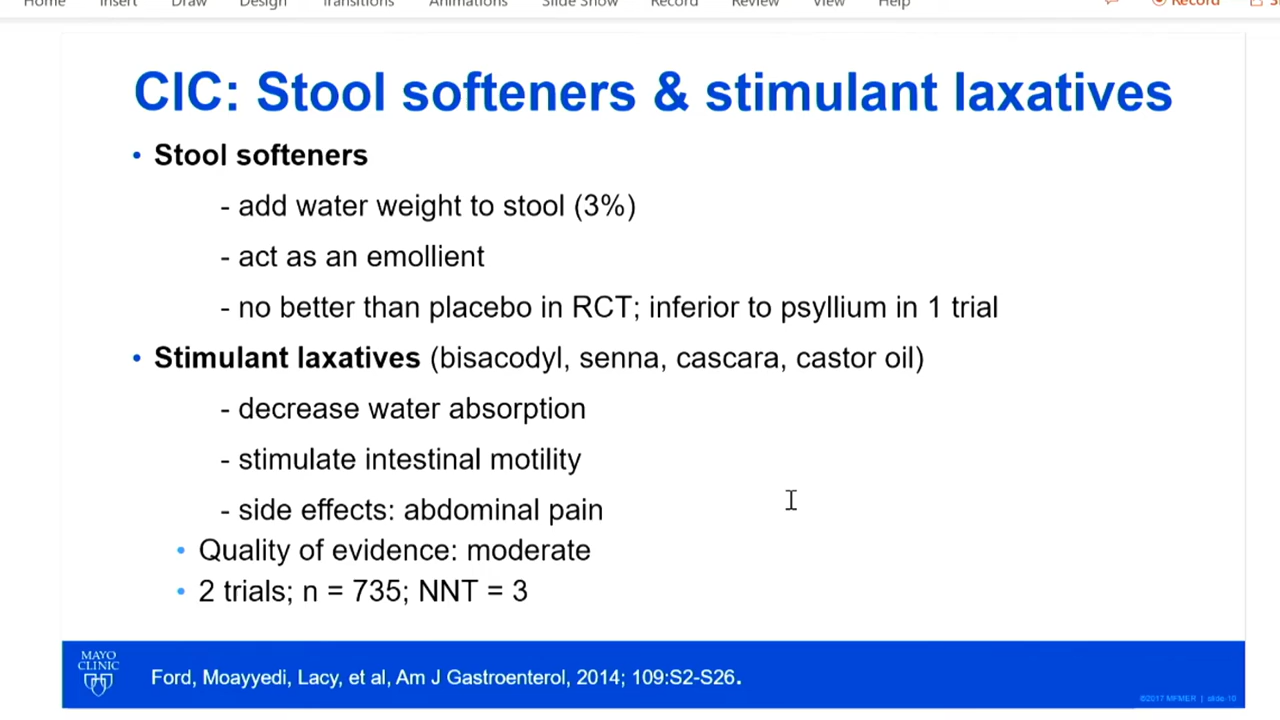 Home Insert Draw Design Transitions Animations Slide Show Record Review View Help Record
CIC: Stool softeners & stimulant laxatives
• Stool softeners
- add water weight to stool (3%)
- act as an emollient
- no better than placebo in RCT; inferior to psyllium in 1 trial
• Stimulant laxatives (bisacodyl, senna, cascara, castor oil)
- decrease water absorption
- stimulate intestinal motility
- side effects: abdominal pain
• Quality of evidence: moderate
• 2 trials; n = 735; NNT = 3
MAYO
CLINIC
Ford, Moayyedi, Lacy, et al, Am J Gastroenterol, 2014; 109:S2-S26.
©2017 MFMER | slide-10